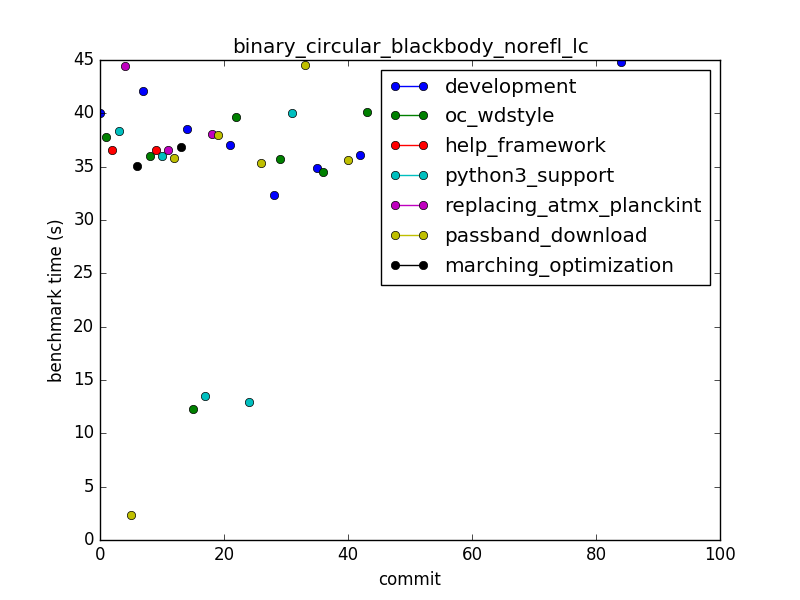 binary_circular_blackbody_norefl_lc
45
40
35
30
25
20
15
10
5
0
benchmark time (s)
development
oc_wdstyle
help_framework
python3_support
replacing_atmx_planckint
passband_download
marching_optimization
0 20 40 60 80 100
commit